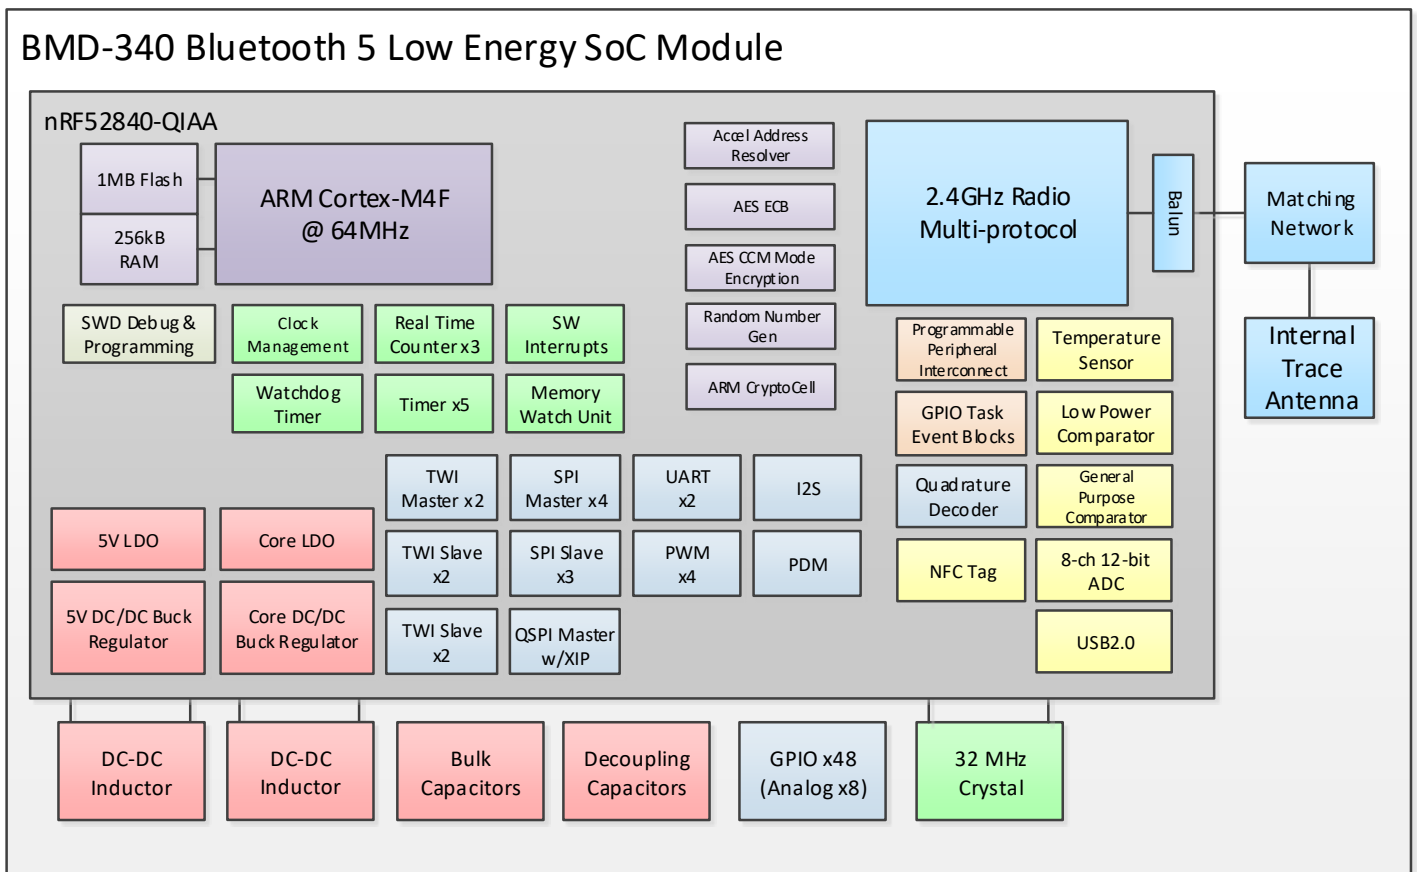 BMD-340 Bluetooth 5 Low Energy SoC Module
nRF52840-QIAA
1MB Flash
256kB
RAM
ARM Cortex-M4F
@ 64MHz
Accel Address
Resolver
AES ECB
AES CCM Mode
Encryption
Random Number
Gen
ARM CryptoCell
2.4GHz Radio
Multi-protocol
Balun
Matching
Network
Internal
Trace
Antenna
SWD Debug &
Programming
Clock
Management
Real Time
Counter x3
SW
Interrupts
Watchdog
Timer
Timer x5
Memory
Watch Unit
Programmable
Peripheral
Interconnect
Temperature
Sensor
GPIO Task
Event Blocks
Low Power
Comparator
Quadrature
Decoder
General
Purpose
Comparator
NFC Tag
8-ch 12-bit
ADC
USB2.0
TWI
Master x2
SPI
Master x4
UART
x2
I2S
TWI Slave
x2
SPI Slave
x3
PWM
x4
PDM
TWI Slave
x2
QSPI Master
w/XIP
5V LDO
Core LDO
5V DC/DC Buck
Regulator
Core DC/DC
Buck Regulator
DC-DC
Inductor
DC-DC
Inductor
Bulk
Capacitors
Decoupling
Capacitors
GPIO x48
(Analog x8)
32 MHz
Crystal